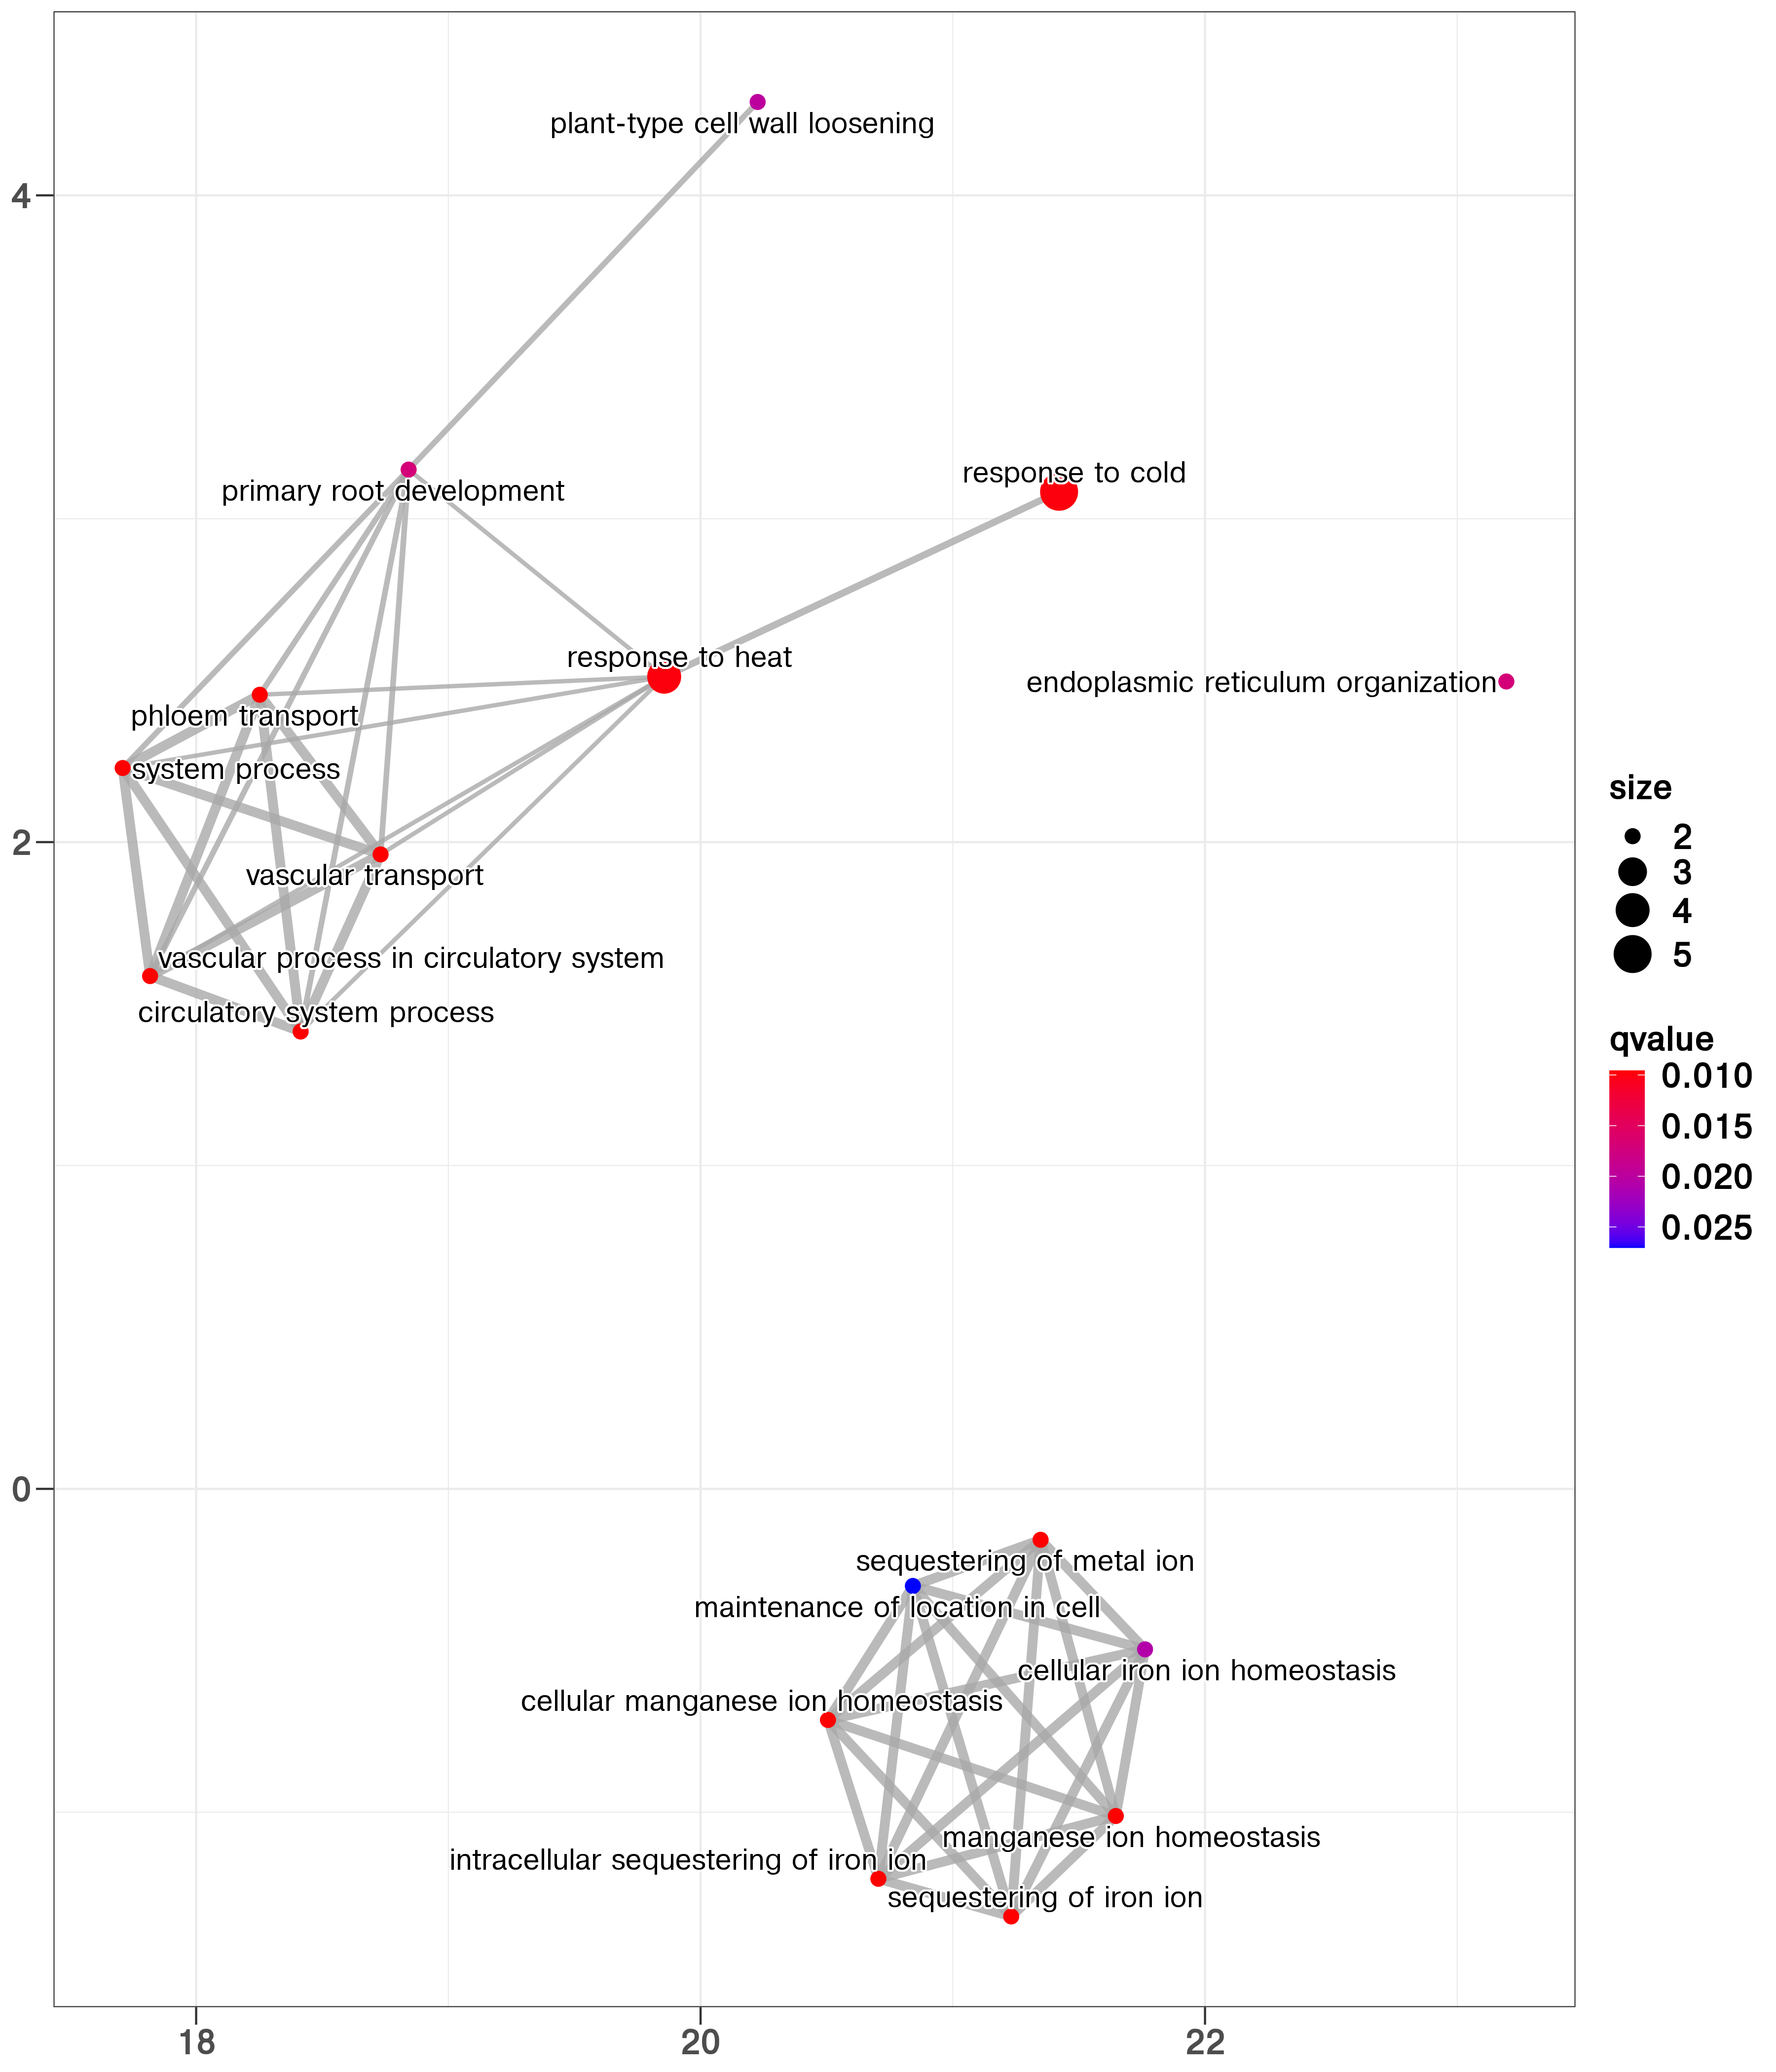 plant-type cell wall loosening
4
response to cold
primary root development
response to heat
endoplasmic reticulum organization
phloem transport
system process
size
2
3
4
5
2
vascular transport
vascular process in circulatory system
circulatory system process
qvalue
0.010
0.015
0.020
0.025
0
sequestering of metal ion
maintenance of location in cell
cellular iron ion homeostasis
cellular manganese ion homeostasis
manganese ion homeostasis
intracellular sequestering of iron ion
sequestering of iron ion
18 20 22